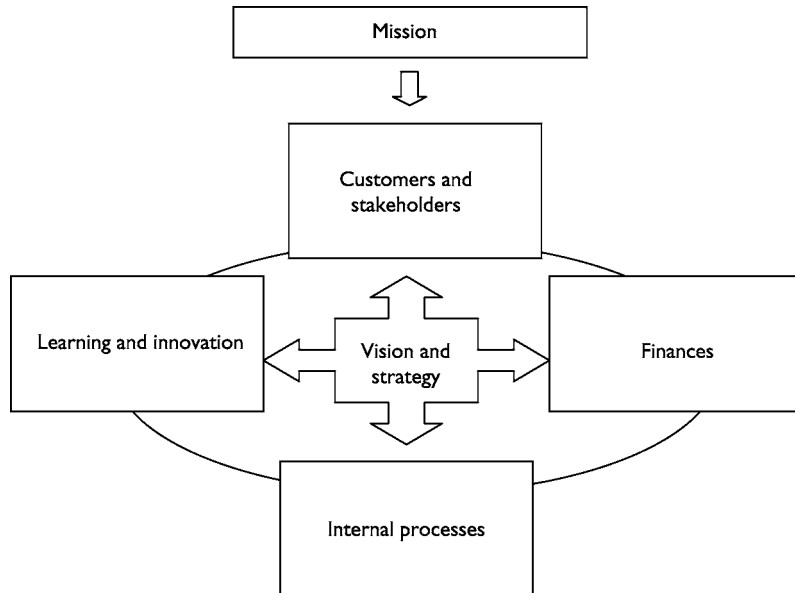 Mission
Customers and
stakeholders
Learning and innovation
Vision and
strategy
Finances
Internal processes